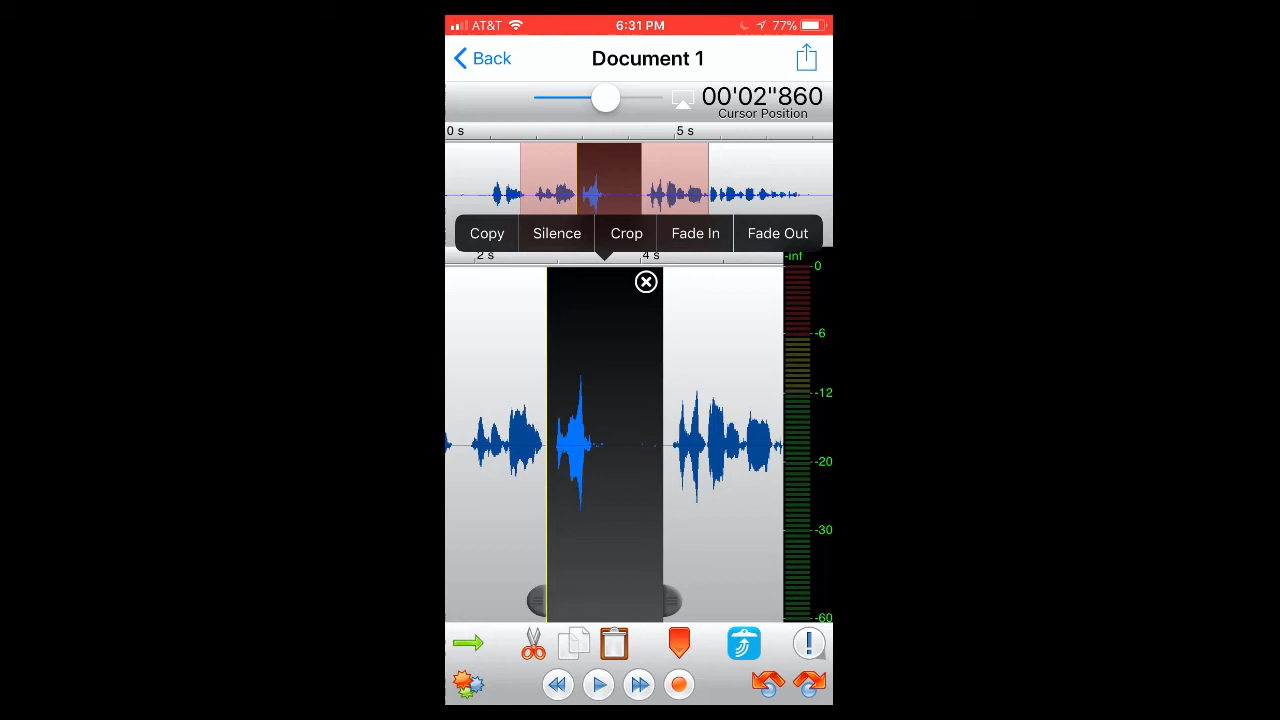 AT&T 6:31 PM 77%
Back Document 1
00'02"860
Cursor Position
0 s 5 s
Copy Silence Crop Fade In Fade Out
2 s 4 s -inf
0
-6
-12
-20
-30
-60